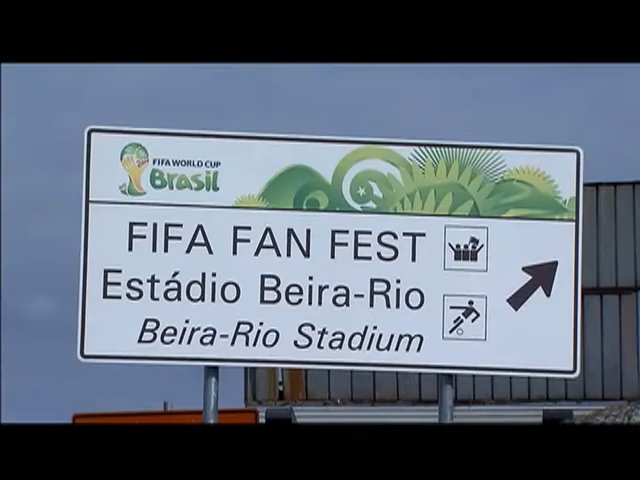 FIFA WORLD CUP
Brasil
FIFA FAN FEST
Estádio Beira-Rio
Beira-Rio Stadium